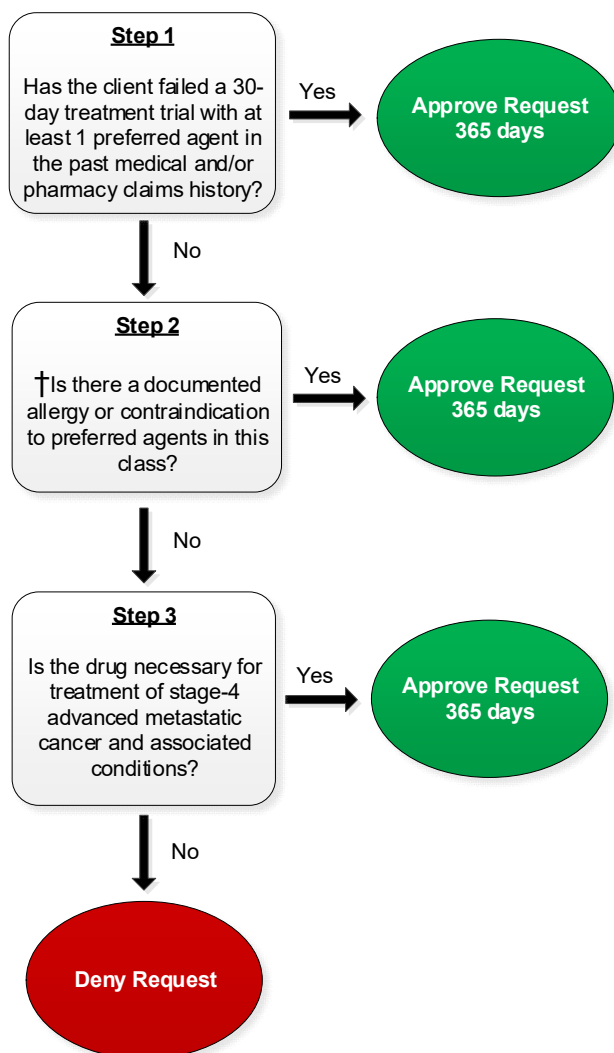 Step 1
Has the client failed a 30-
day treatment trial with at
least 1 preferred agent in
the past medical and/or
pharmacy claims history?
Yes
Approve Request
365 days
No
Step 2
†Is there a documented
allergy or contraindication
to preferred agents in this
class?
Yes
Approve Request
365 days
No
Step 3
Is the drug necessary for
treatment of stage-4
advanced metastatic
cancer and associated
conditions?
Yes
Approve Request
365 days
No
Deny Request